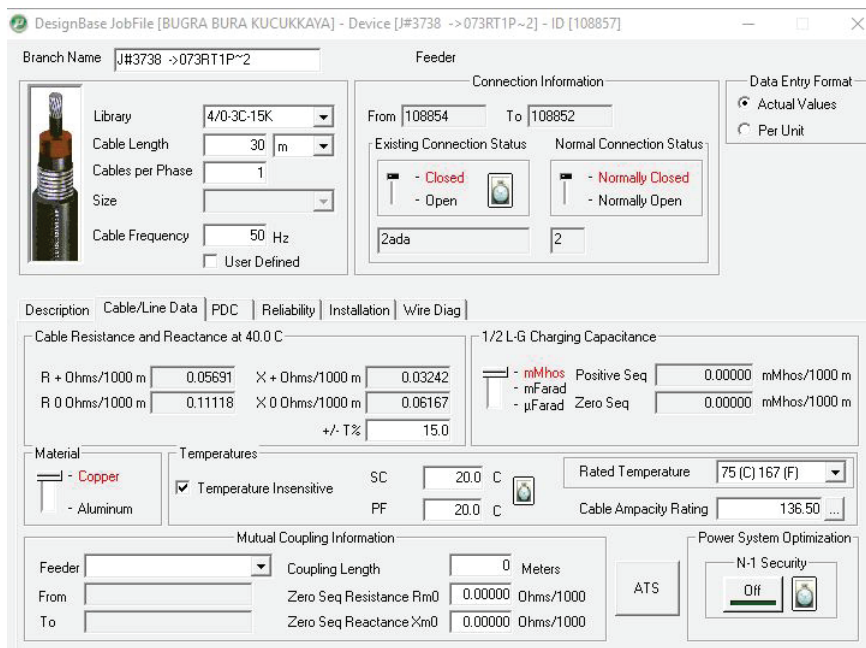 DesignBase JobFile [BUGRA BURA KUCUKKAYA] - Device [J#3738 ->073RT1P~2] - ID [108857]
Branch Name J#3738 ->073RT1P~2 Feeder
Connection Information
Data Entry Format
Library 4/0-3C-15K
From 108854 To 108852
Actual Values
Per Unit
Cable Length 30 m
Existing Connection Status Normal Connection Status
Cables per Phase 1
- Closed - Normally Closed
Size
- Open - Normally Open
Cable Frequency 50 Hz
2ada 2
User Defined
Description Cable/Line Data PDC Reliability Installation Wire Diag
Cable Resistance and Reactance at 40.0 C
1/2 L-G Charging Capacitance
R + Ohms/1000 m 0.05691 X + Ohms/1000 m 0.03242
- mMhos Positive Seq 0.00000 mMhos/1000 m
- mFarad
R 0 Ohms/1000 m 0.11118 X 0 Ohms/1000 m 0.06167
- µFarad Zero Seq 0.00000 mMhos/1000 m
+/- T% 15.0
Material Temperatures
- Copper
Temperature Insensitive SC 20.0 C
Rated Temperature 75 (C) 167 (F)
- Aluminum
PF 20.0 C
Cable Ampacity Rating 136.50 ...
Mutual Coupling Information
Power System Optimization
Feeder Coupling Length 0 Meters
N-1 Security
From Zero Seq Resistance Rm0 0.00000 Ohms/1000
ATS
Off
To Zero Seq Reactance Xm0 0.00000 Ohms/1000